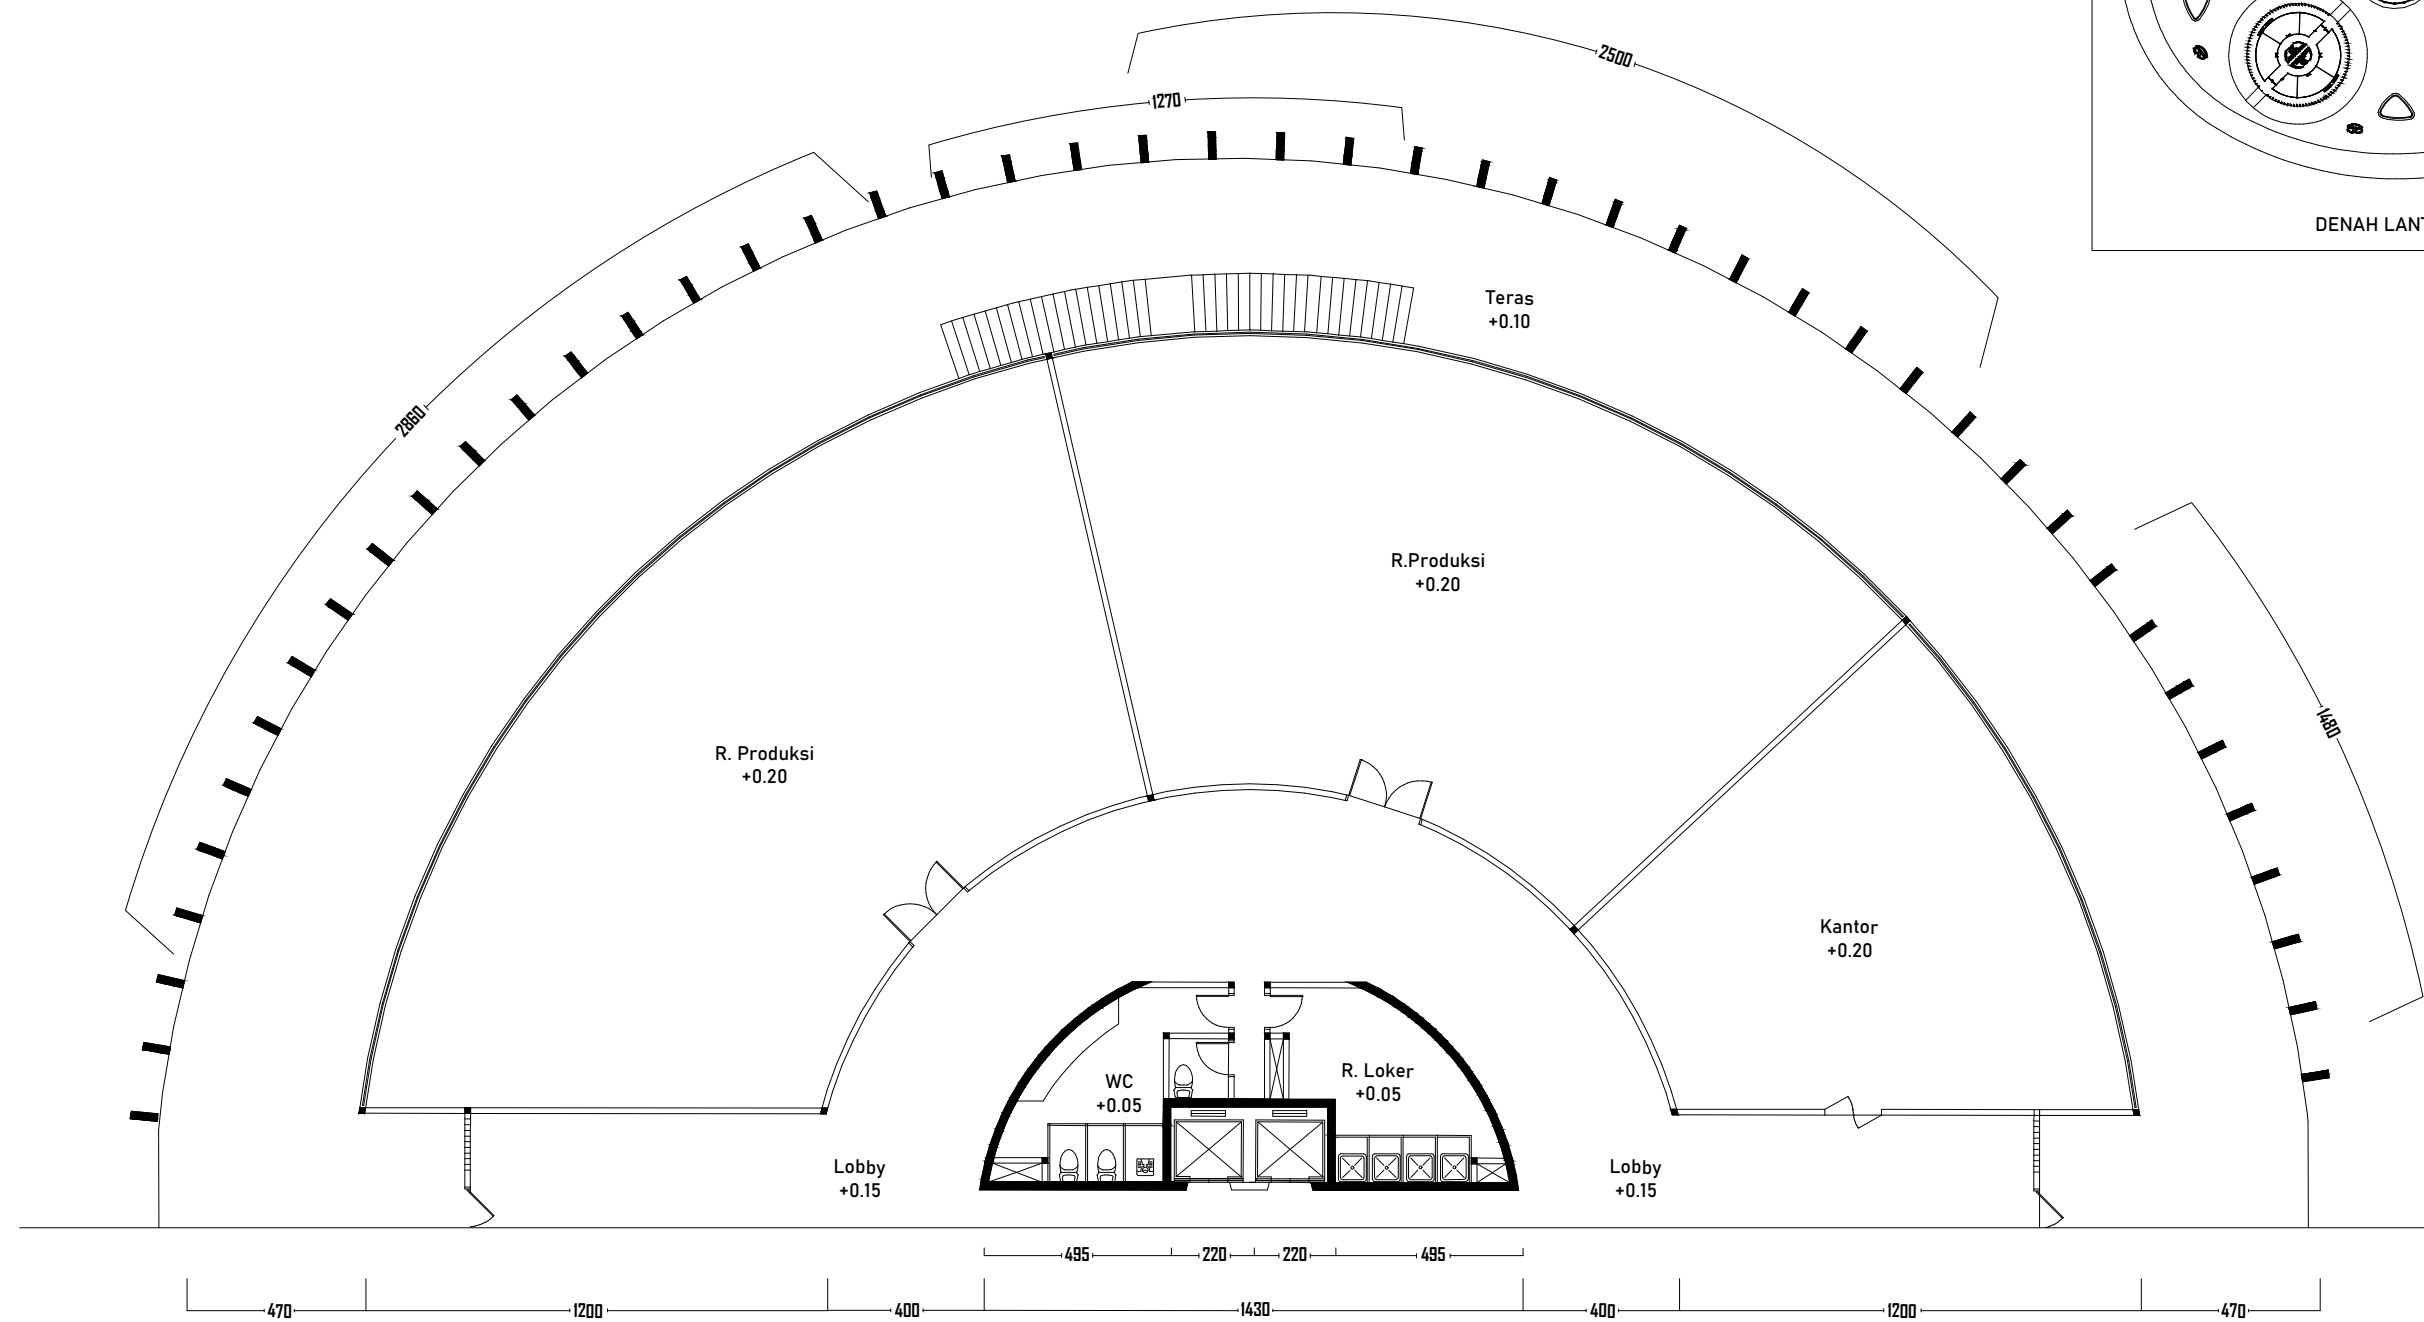 2500
1270
DENAH LANT
Teras
+0.10
2860
R.Produksi
+0.20
1480
R. Produksi
+0.20
Kantor
+0.20
WC
+0.05
R. Loker
+0.05
Lobby
+0.15
Lobby
+0.15
495 220 220 495
470 1200 400 1430 400 1200 470